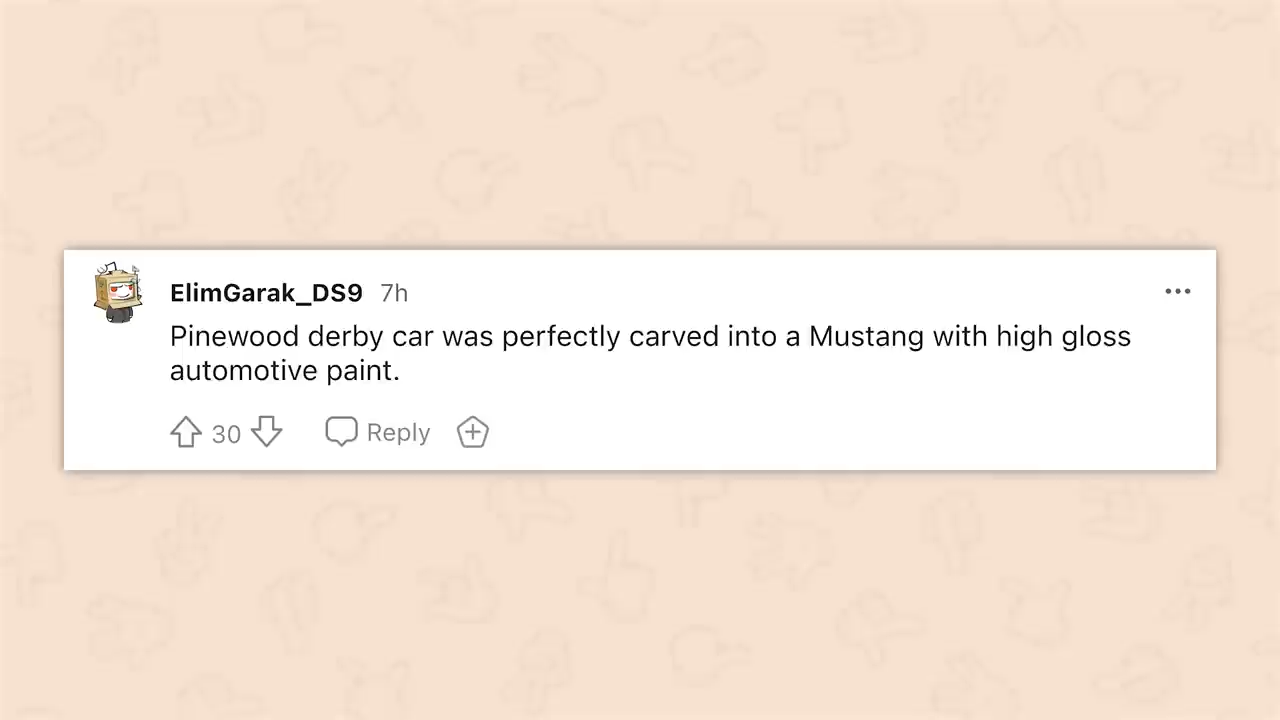 ElimGarak_DS9 7h
Pinewood derby car was perfectly carved into a Mustang with high gloss
automotive paint.
30 Reply